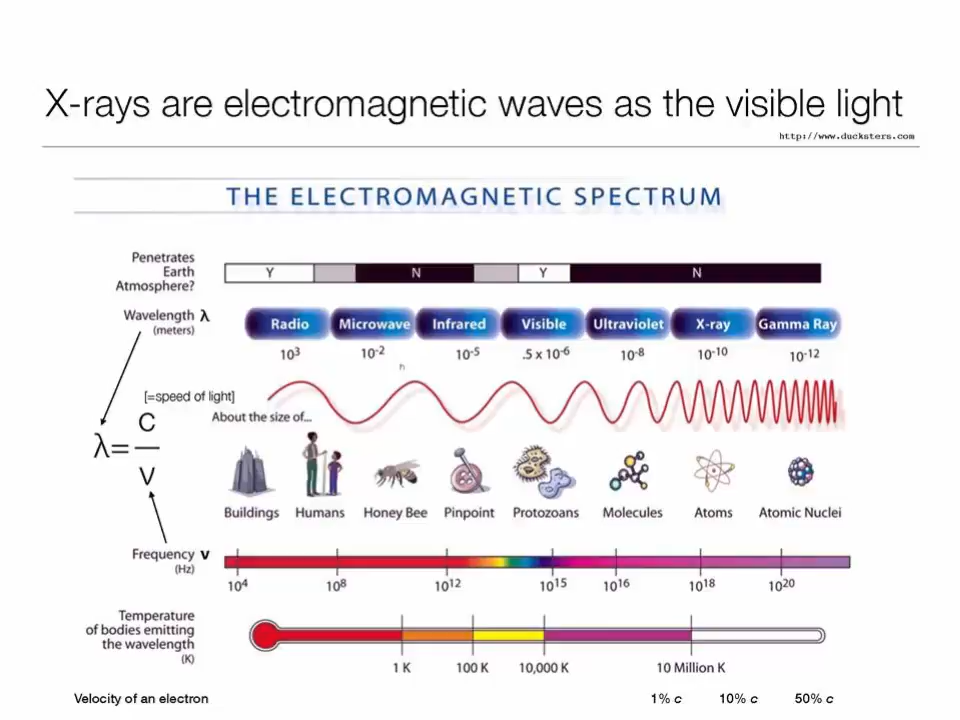 X-rays are electromagnetic waves as the visible light
http://www.ducksters.com
THE ELECTROMAGNETIC SPECTRUM
Penetrates
Earth
Atmosphere?
Y N Y N
Wavelength λ
(meters)
Radio Microwave Infrared Visible Ultraviolet X-ray Gamma Ray
10³ 10⁻² 10⁻⁵ .5 x 10⁻⁶ 10⁻⁸ 10⁻¹⁰ 10⁻¹²
h
[=speed of light]
About the size of...
λ= c / ν
Buildings Humans Honey Bee Pinpoint Protozoans Molecules Atoms Atomic Nuclei
Frequency ν
(Hz)
10⁴ 10⁸ 10¹² 10¹⁵ 10¹⁶ 10¹⁸ 10²⁰
Temperature
of bodies emitting
the wavelength
(K)
1 K 100 K 10,000 K 10 Million K
Velocity of an electron 1% c 10% c 50% c